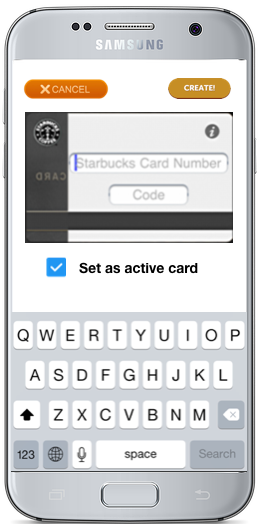 SAMSUNG
CANCEL
CREATE!
Starbucks Card Number
CARD
Code
Set as active card
Q W E R T Y U I O P
A S D F G H J K L
Z X C V B N M
123 space Search